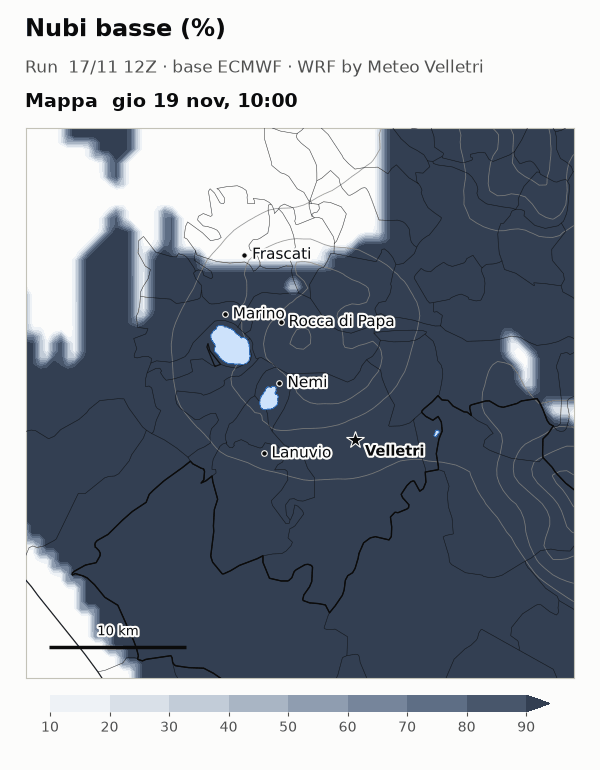 Nubi basse (%)
Run  17/11 12Z · base ECMWF · WRF by Meteo Velletri
Mappa  gio 19 nov, 10:00
Frascati
Marino
Rocca di Papa
Nemi
Velletri
Lanuvio
10 km
10 20 30 40 50 60 70 80 90